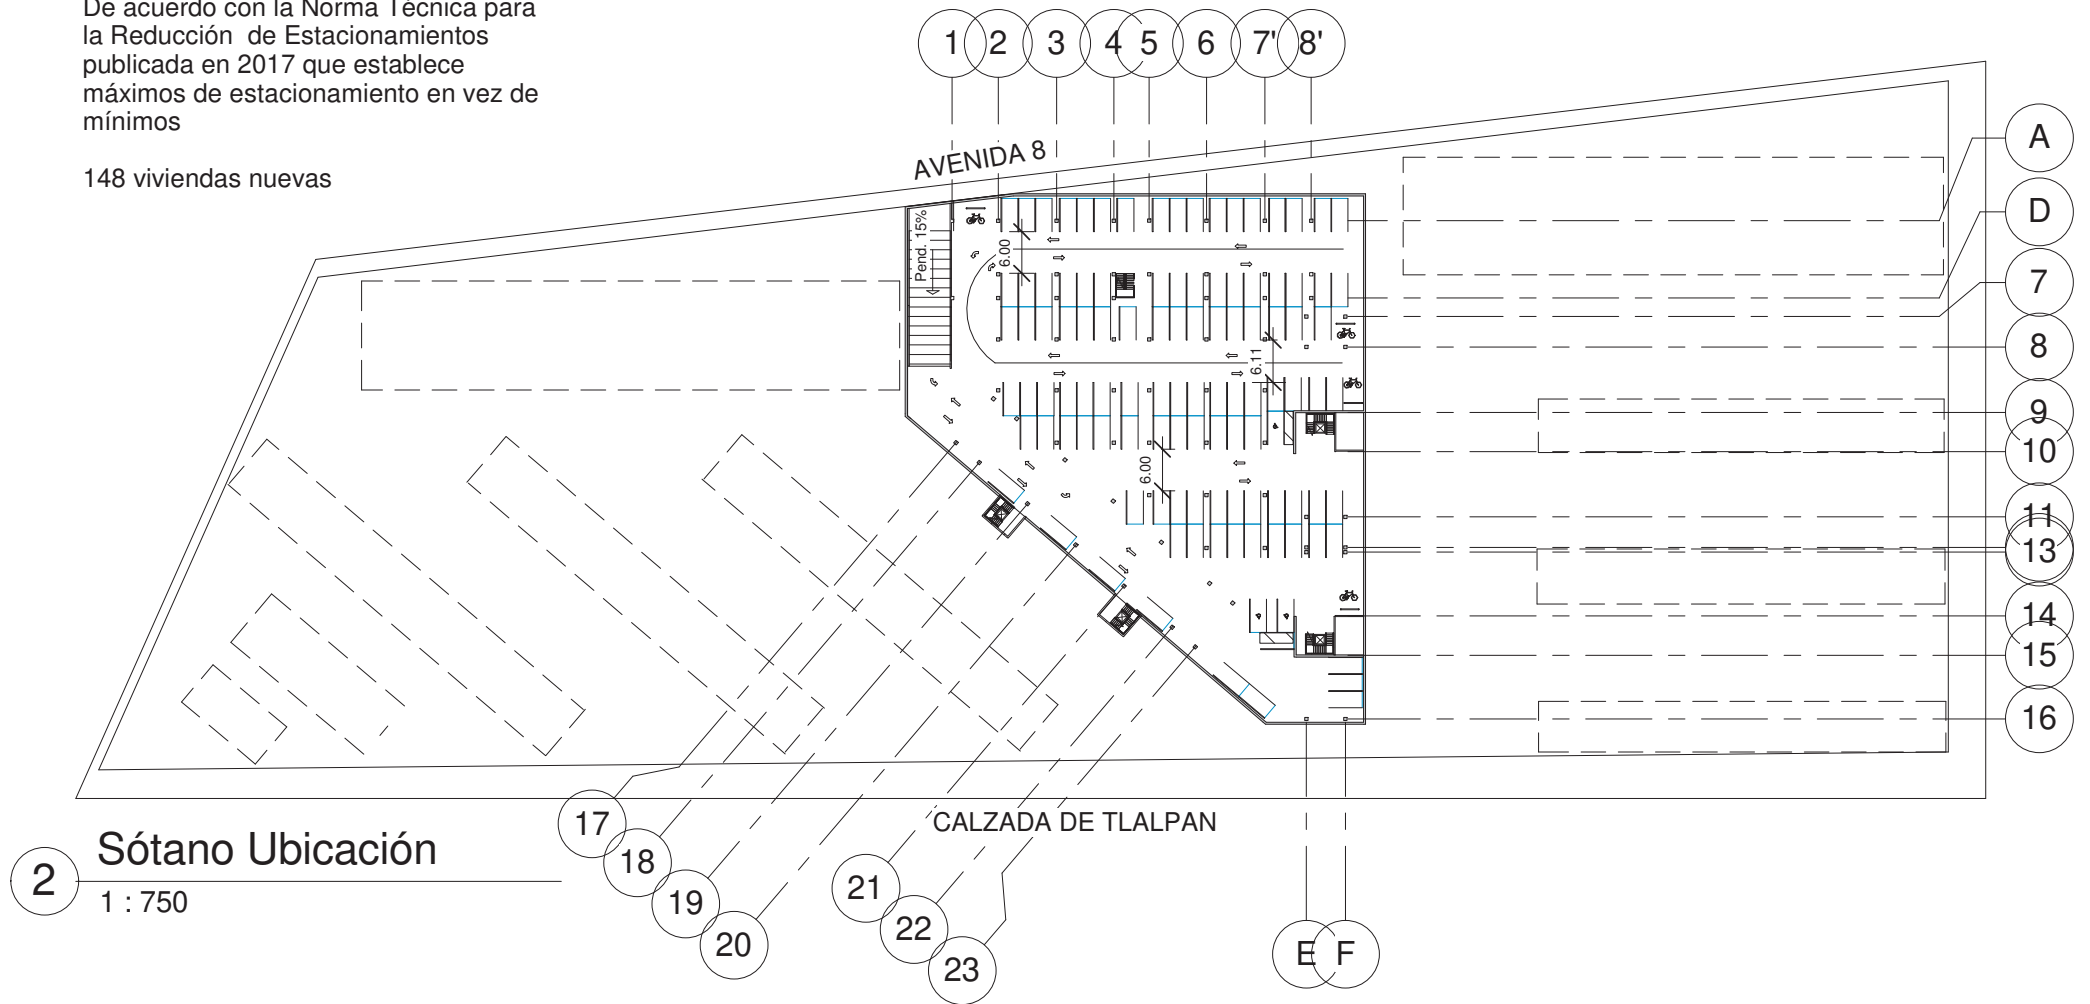 De acuerdo con la Norma Técnica para
la Reducción de Estacionamientos
publicada en 2017 que establece
máximos de estacionamiento en vez de
mínimos
148 viviendas nuevas
1 2 3 4 5 6 7' 8'
AVENIDA 8
A
D
7
8
9
10
11
13
14
15
16
Pend. 15%
6.00
6.11
6.00
17
18
19
20
21
22
23
CALZADA DE TLALPAN
E F
2
Sótano Ubicación
1 : 750